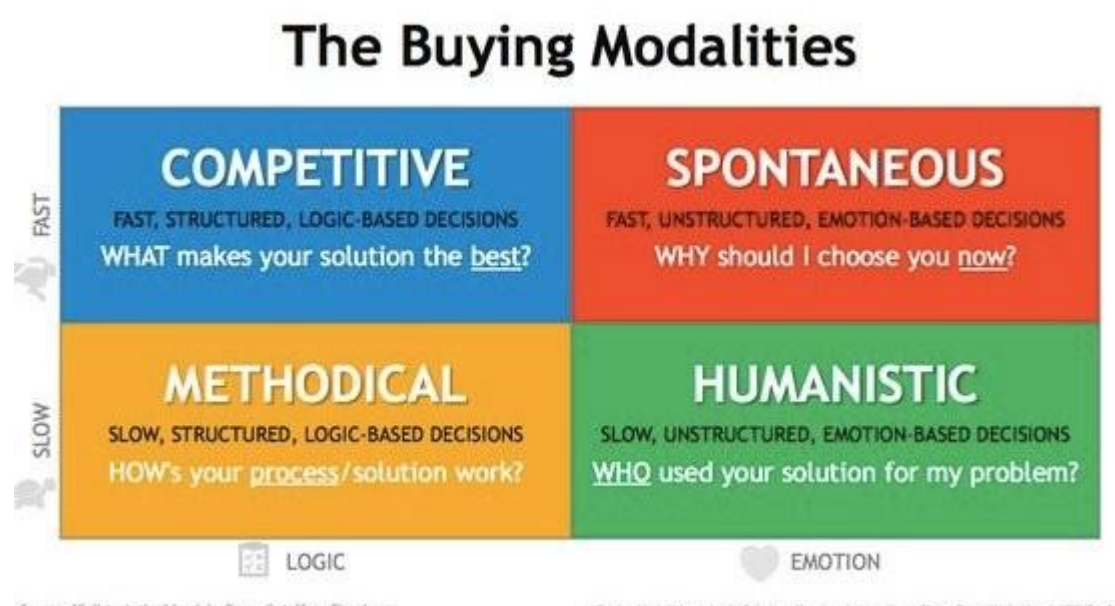 The Buying Modalities
FAST
COMPETITIVE
FAST, STRUCTURED, LOGIC-BASED DECISIONS
WHAT makes your solution the best?
SPONTANEOUS
FAST, UNSTRUCTURED, EMOTION-BASED DECISIONS
WHY should I choose you now?
SLOW
METHODICAL
SLOW, STRUCTURED, LOGIC-BASED DECISIONS
HOW's your process/solution work?
HUMANISTIC
SLOW, UNSTRUCTURED, EMOTION-BASED DECISIONS
WHO used your solution for my problem?
LOGIC
EMOTION